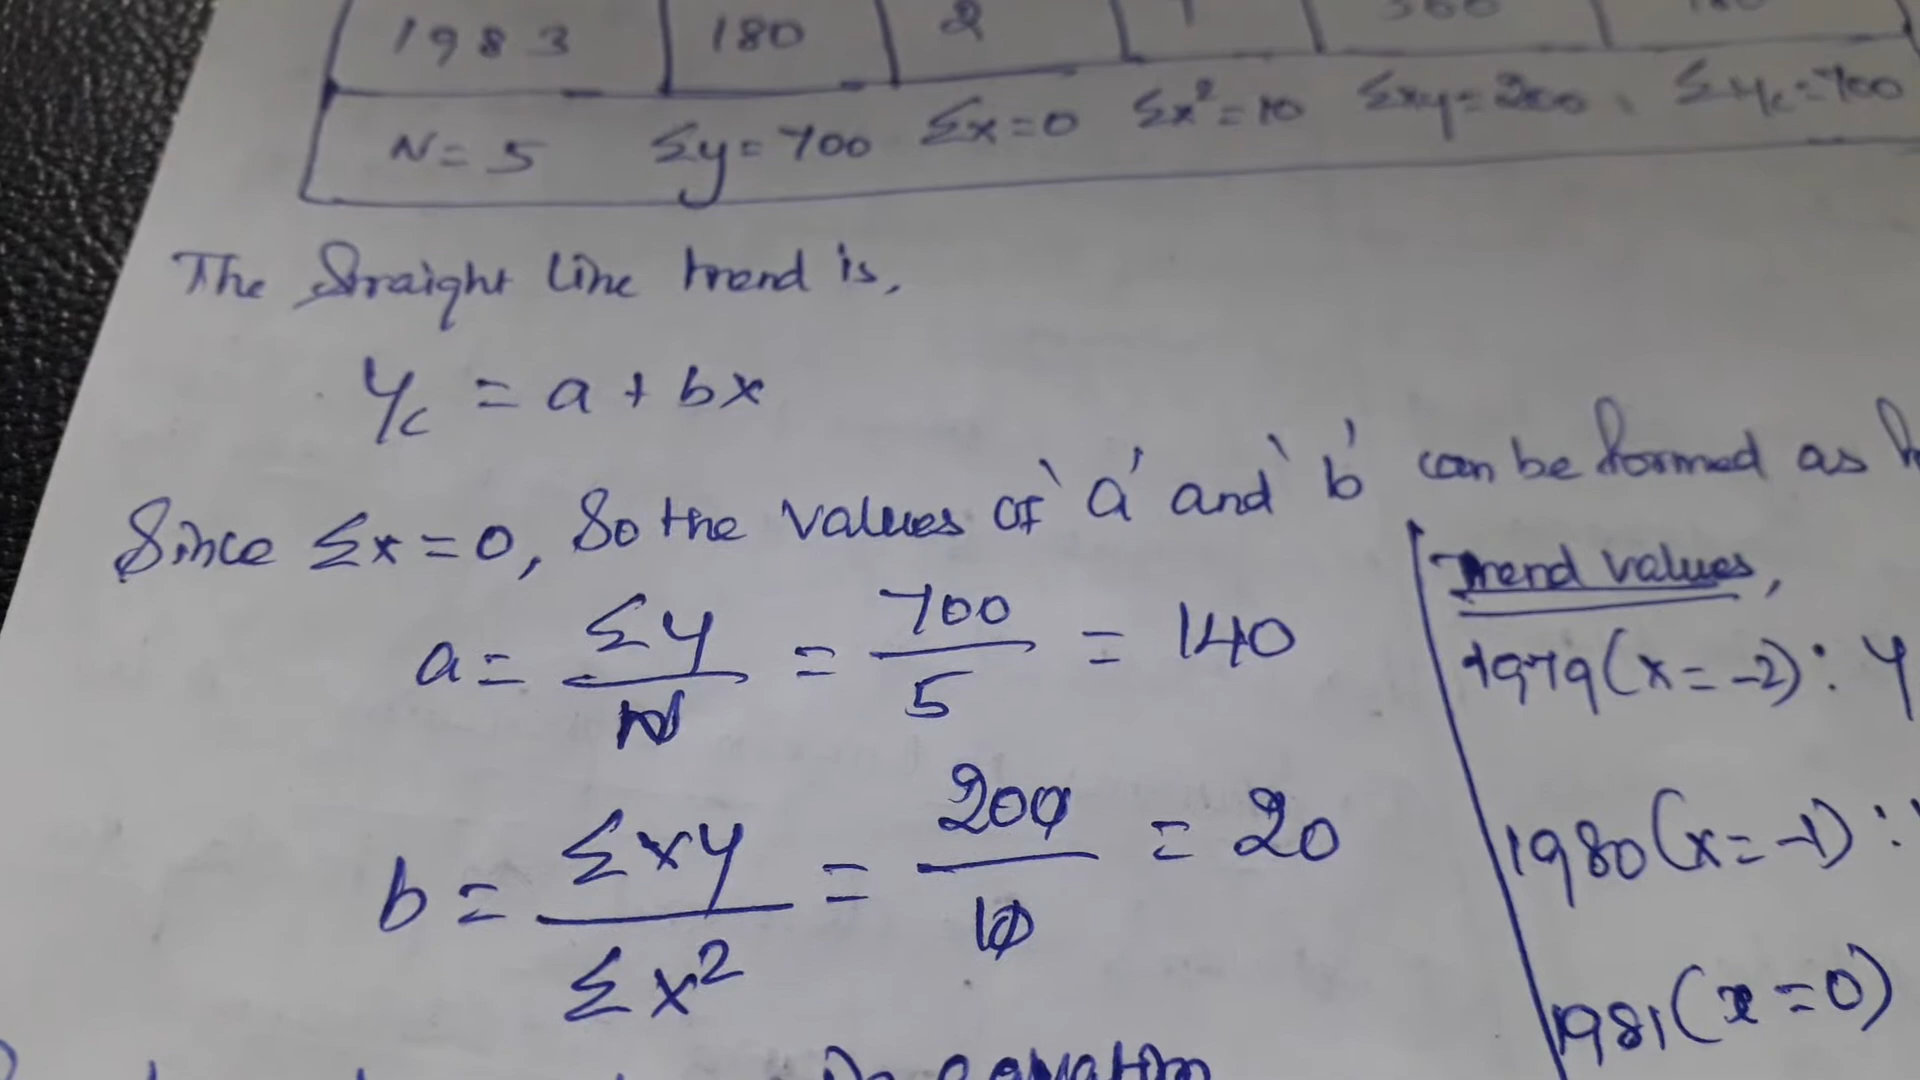 1983 180 2
N=5 Σy=700 Σx=0 Σx²=10 Σxy=200 Σyc=700
The Straight line trend is,
yc = a + bx
Since Σx=0, So the values of 'a' and 'b' can be formed as
a = Σy / N = 700 / 5 = 140
b = Σxy / Σx² = 200 / 10 = 20
Trend values,
1979(x=-2): Y
1980(x=-1):
1981(x=0)
equation